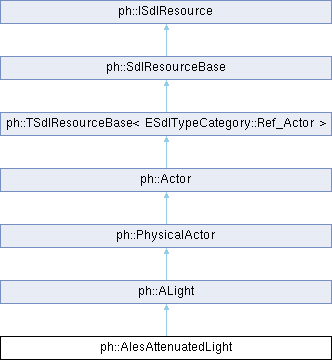 ph::ISdlResource
ph::SdlResourceBase
ph::TSdlResourceBase< ESdlTypeCategory::Ref_Actor >
ph::Actor
ph::PhysicalActor
ph::ALight
ph::AIesAttenuatedLight